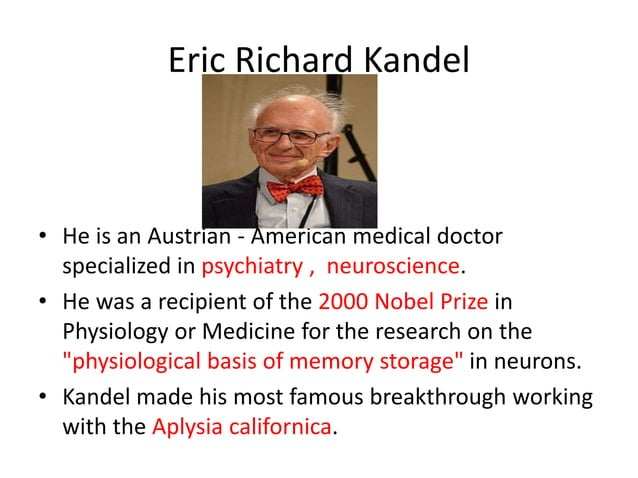 Eric Richard Kandel
• He is an Austrian - American medical doctor
specialized in psychiatry , neuroscience.
• He was a recipient of the 2000 Nobel Prize in
Physiology or Medicine for the research on the
"physiological basis of memory storage" in neurons.
• Kandel made his most famous breakthrough working
with the Aplysia californica.